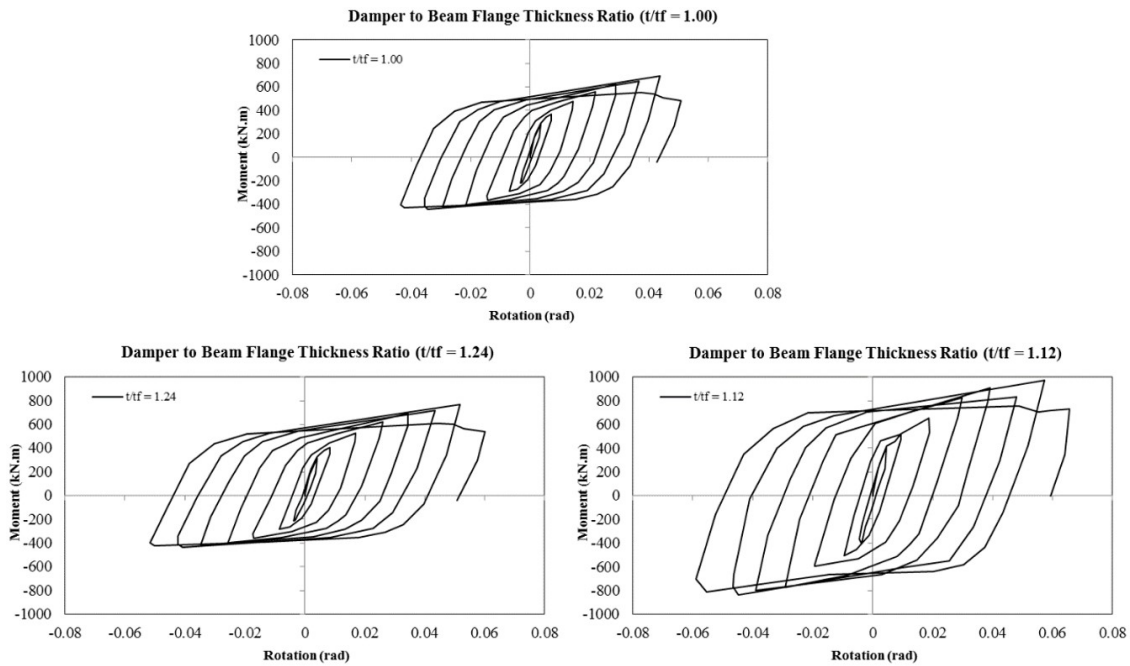 Damper to Beam Flange Thickness Ratio (t/tf = 1.00)
1000
800
600
400
200
0
-200
-400
-600
-800
-1000
Moment (kN.m)
t/tf = 1.00
-0.08 -0.06 -0.04 -0.02 0 0.02 0.04 0.06 0.08
Rotation (rad)
Damper to Beam Flange Thickness Ratio (t/tf = 1.24)
1000
800
600
400
200
0
-200
-400
-600
-800
-1000
Moment (kN.m)
t/tf = 1.24
-0.08 -0.06 -0.04 -0.02 0 0.02 0.04 0.06 0.08
Rotation (rad)
Damper to Beam Flange Thickness Ratio (t/tf = 1.12)
1000
800
600
400
200
0
-200
-400
-600
-800
-1000
Moment (kN.m)
t/tf = 1.12
-0.08 -0.06 -0.04 -0.02 0 0.02 0.04 0.06 0.08
Rotation (rad)